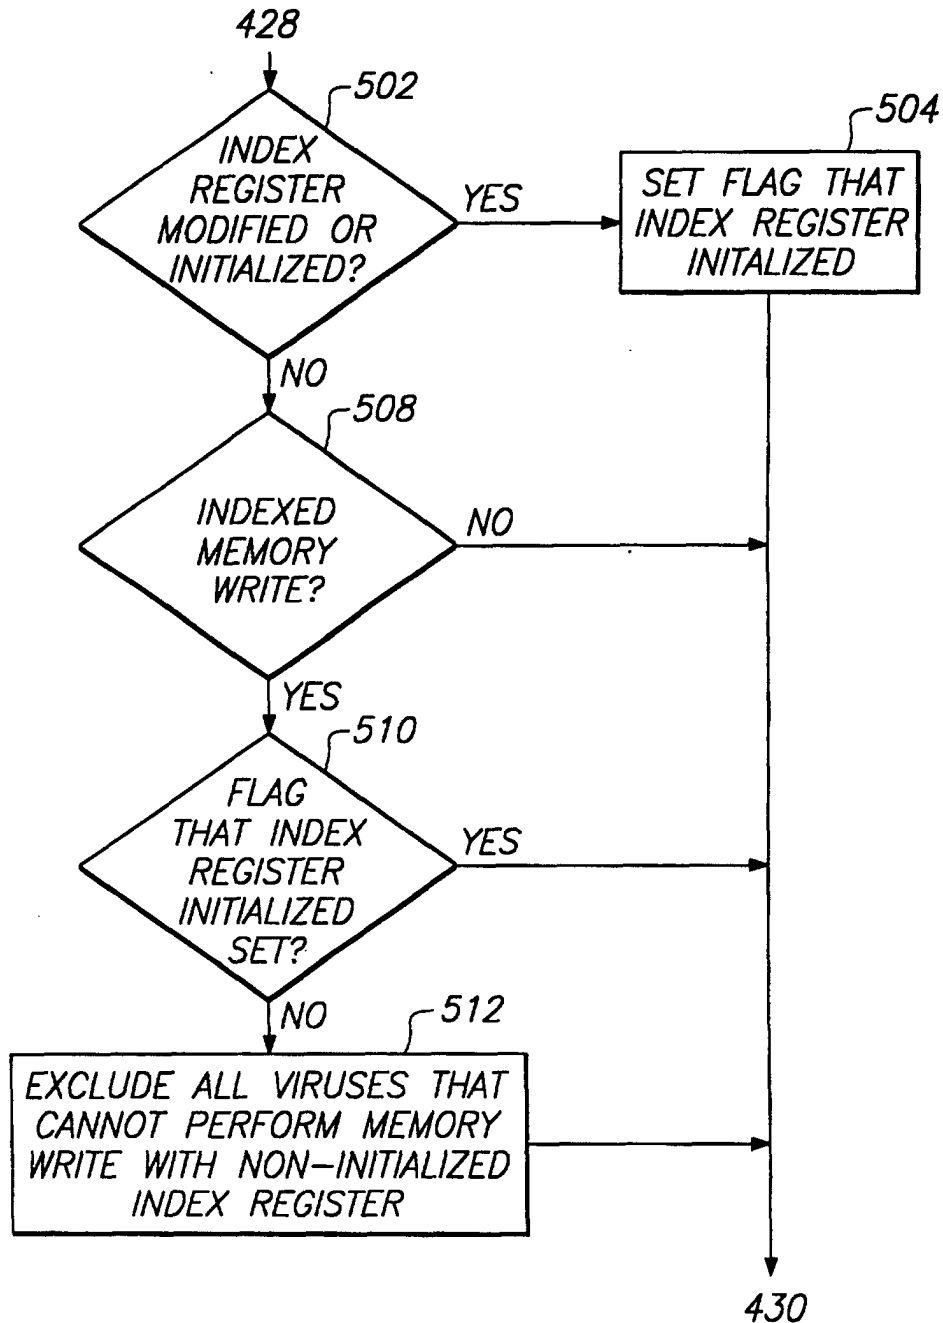 428
502
INDEX
REGISTER
MODIFIED OR
INITIALIZED?
YES
504
SET FLAG THAT
INDEX REGISTER
INITALIZED
NO
508
INDEXED
MEMORY
WRITE?
NO
YES
510
FLAG
THAT INDEX
REGISTER
INITIALIZED
SET?
YES
NO
512
EXCLUDE ALL VIRUSES THAT
CANNOT PERFORM MEMORY
WRITE WITH NON-INITIALIZED
INDEX REGISTER
430